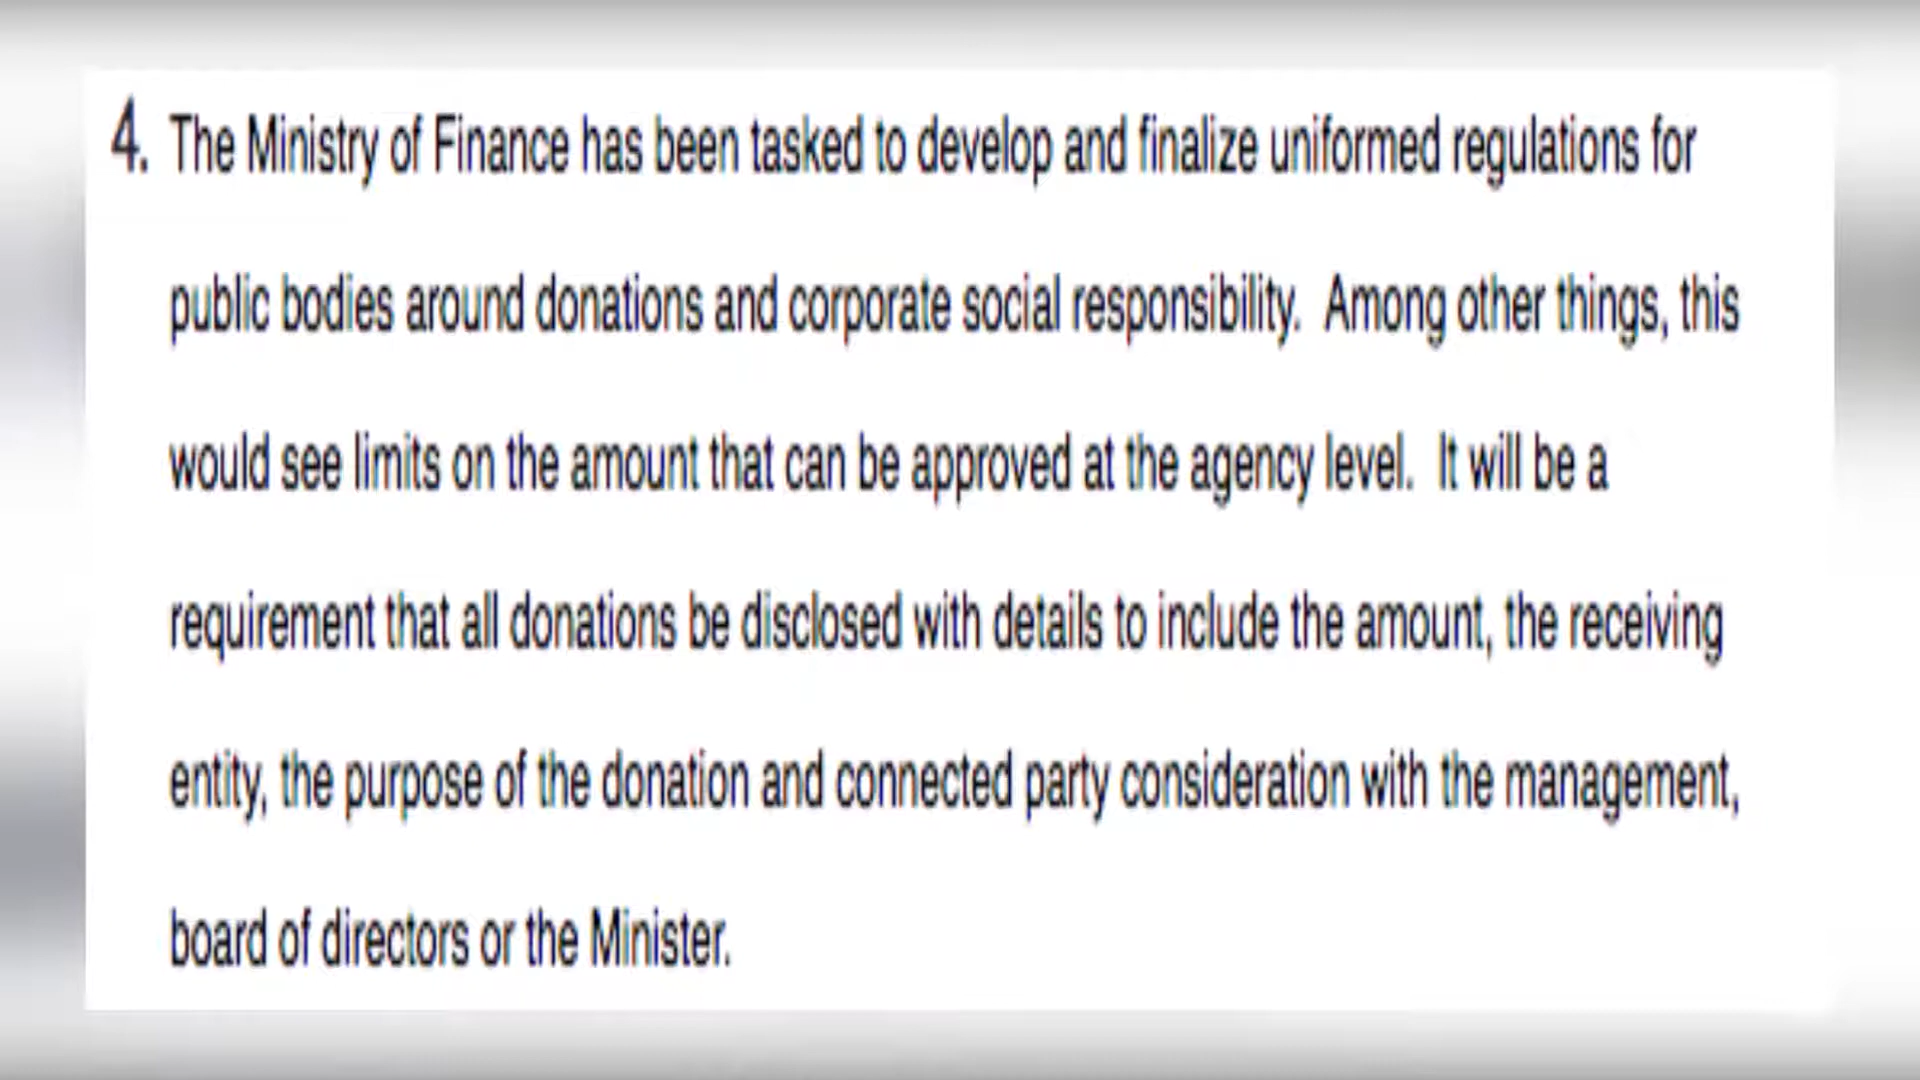 4. The Ministry of Finance has been tasked to develop and finalize uniformed regulations for
public bodies around donations and corporate social responsibility. Among other things, this
would see limits on the amount that can be approved at the agency level. It will be a
requirement that all donations be disclosed with details to include the amount, the receiving
entity, the purpose of the donation and connected party consideration with the management,
board of directors or the Minister.